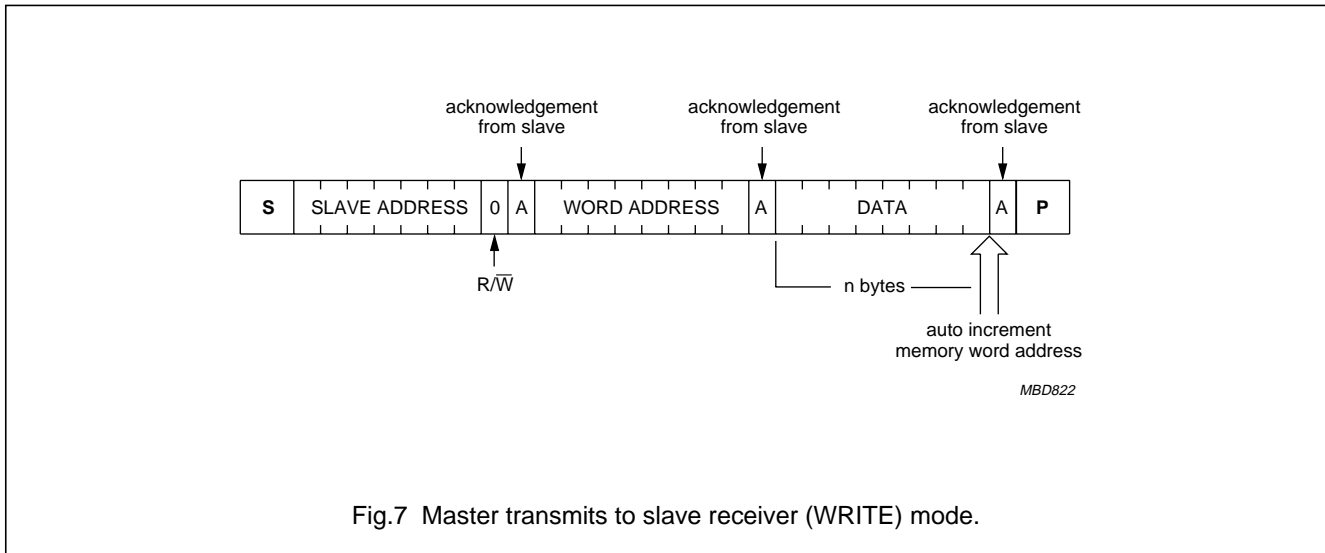 acknowledgement
from slave
acknowledgement
from slave
acknowledgement
from slave
S SLAVE ADDRESS 0 A WORD ADDRESS A DATA A P
R/W̅
n bytes
auto increment
memory word address
MBD822
Fig.7 Master transmits to slave receiver (WRITE) mode.